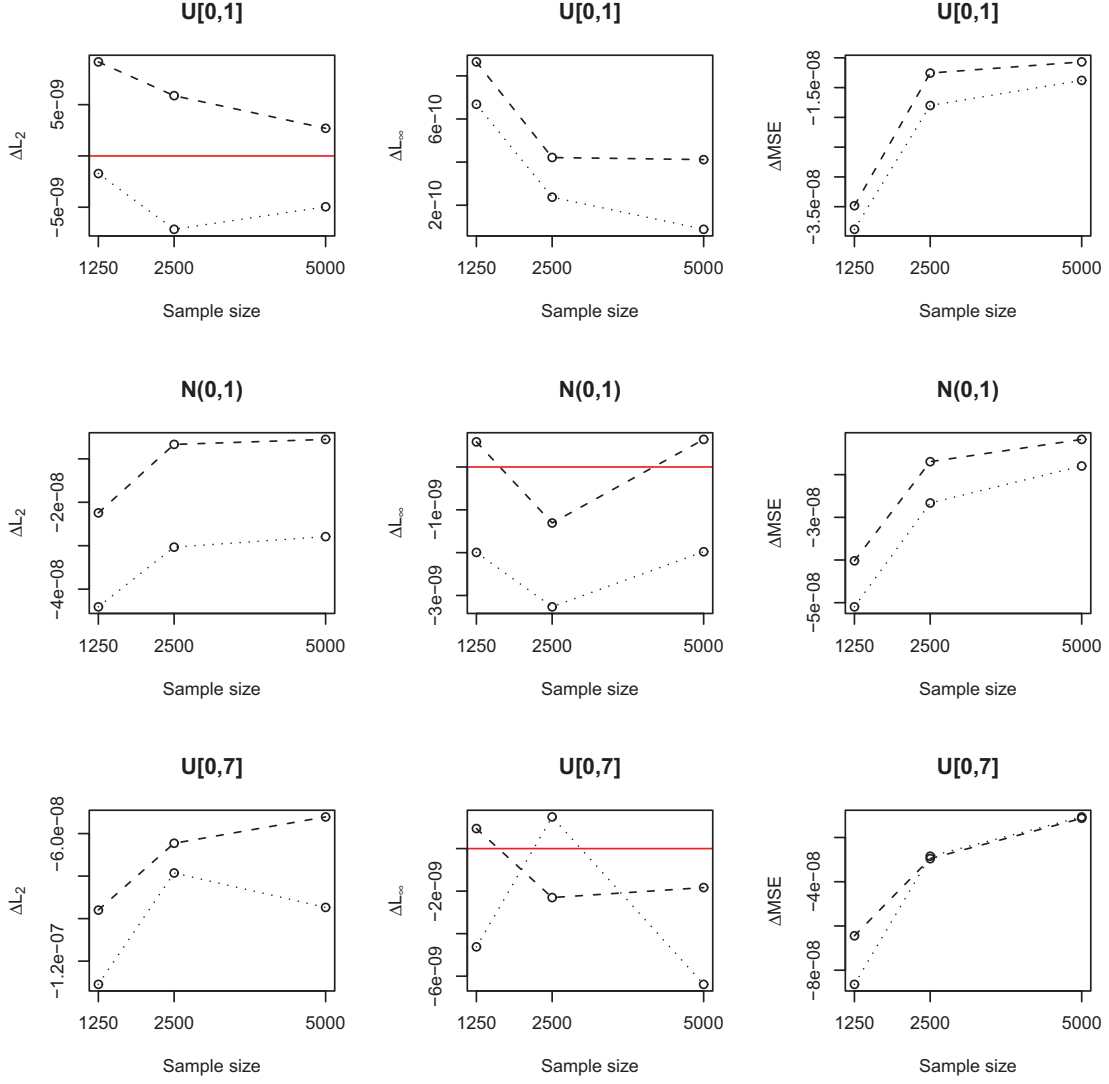 U[0,1]
ΔL₂
5e−09
−5e−09
1250 2500 5000
Sample size
U[0,1]
ΔL∞
6e−10
2e−10
1250 2500 5000
Sample size
U[0,1]
ΔMSE
−1.5e−08
−3.5e−08
1250 2500 5000
Sample size
N(0,1)
ΔL₂
−2e−08
−4e−08
1250 2500 5000
Sample size
N(0,1)
ΔL∞
−1e−09
−3e−09
1250 2500 5000
Sample size
N(0,1)
ΔMSE
−3e−08
−5e−08
1250 2500 5000
Sample size
U[0,7]
ΔL₂
−6.0e−08
−1.2e−07
1250 2500 5000
Sample size
U[0,7]
ΔL∞
−2e−09
−6e−09
1250 2500 5000
Sample size
U[0,7]
ΔMSE
−4e−08
−8e−08
1250 2500 5000
Sample size